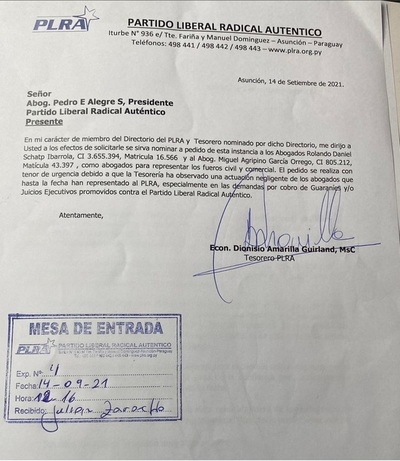 PLRA
PARTIDO LIBERAL RADICAL AUTENTICO
Iturbe N° 936 e/ Tte. Fariña y Manuel Dominguez – Asunción – Paraguay
Teléfonos: 498 441 / 498 442 / 498 443 – www.plra.org.py
Asunción, 14 de Setiembre de 2021.
Señor
Abog. Pedro E Alegre S, Presidente
Partido Liberal Radical Auténtico
Presente
En mi carácter de miembro del Directorio del PLRA y Tesorero nominado por dicho Directorio, me dirijo a
Usted a los efectos de solicitarle se sirva nominar a pedido de esta instancia a los Abogados Rolando Daniel
Schatp Ibarrola, CI 3.655.394, Matricula 16.566 y al Abog. Miguel Agripino García Orrego, CI 805.212,
Matícula 43.397 , como abogados para representar los fueros civil y comercial. El pedido se realiza con
tenor de urgencia debido a que la Tesorería ha observado una actuación negligente de los abogados que
hasta la fecha han representado al PLRA, especialmente en las demandas por cobro de Guaraníes y/o
Juicios Ejecutivos promovidos contra el Partido Liberal Radical Auténtico.
Atentamente,
Econ. Dionisio Amarilla Guirland, MsC
Tesorero PLRA
MESA DE ENTRADA
PLRA PARTIDO LIBERAL RADICAL AUTENTICO
Exp. N° 4
Fecha: 14-09-21
Hora: 16
Recibido: Julian